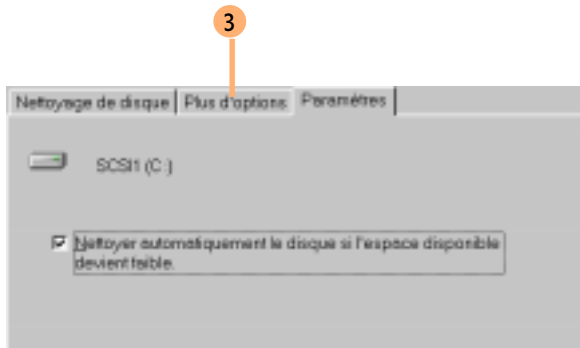 3
Nettoyage de disque Plus d'options Paramètres
SCSI1 (C:)
Nettoyer automatiquement le disque si l'espace disponible
devient faible.